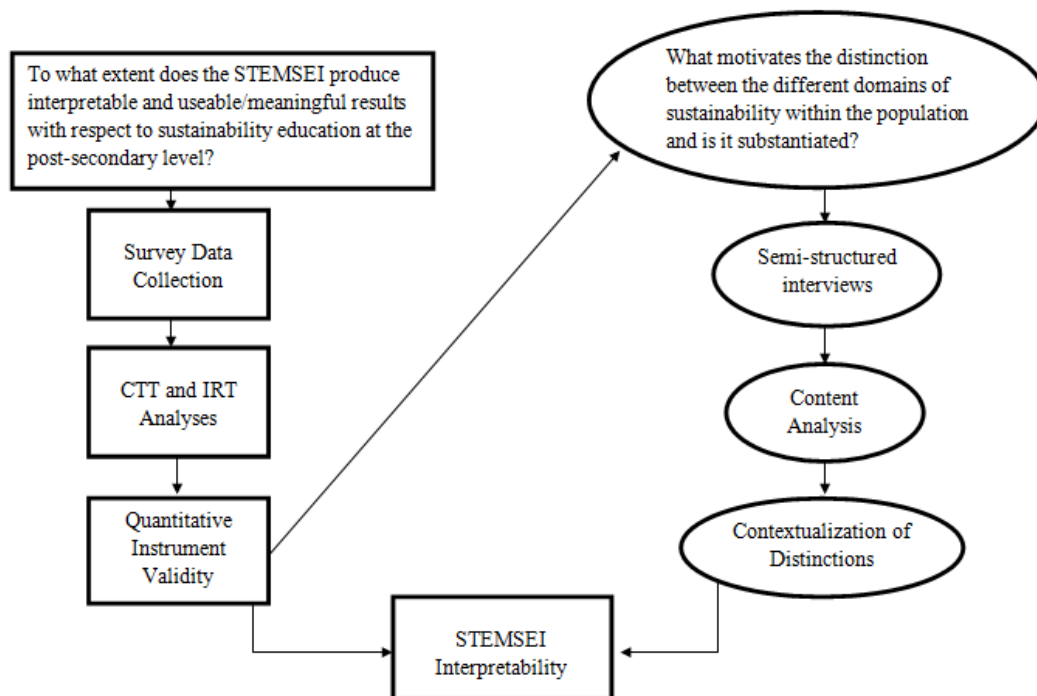 To what extent does the STEMSEI produce
interpretable and useable/meaningful results
with respect to sustainability education at the
post-secondary level?
Survey Data
Collection
CTT and IRT
Analyses
Quantitative
Instrument
Validity
What motivates the distinction
between the different domains of
sustainability within the population
and is it substantiated?
Semi-structured
interviews
Content
Analysis
Contextualization of
Distinctions
STEMSEI
Interpretability